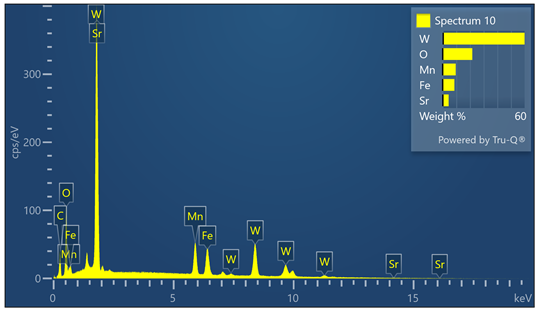 W
Sr
Spectrum 10
W
O
Mn
Fe
Sr
Weight % 60
Powered by Tru-Q®
cps/eV
300
200
100
0
O
C
Fe
Mn
Mn
Fe
W
W
W
W
Sr
Sr
0 5 10 15 keV